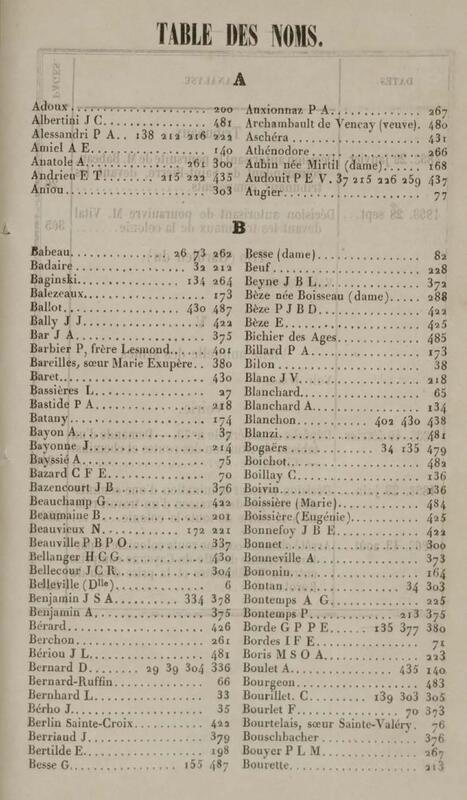 TABLE DES NOMS.
A
Adoux 200
Albertini J C. 481
Alessandri P A. 138 212 216 222
Amiel A E. 140
Anatole A. 261 300
Andrieu E T. 215 222 435
Aniou 303
Anxionnaz P A. 267
Archambault de Vencay (veuve). 480
Aschéra 431
Athénodore 266
Aubin née Mirtil (dame). 168
Audouit P E V. 37 215 226 259 437
Augier 77
B
Babeau. 26 73 262
Badaire 32 212
Baginski 134 264
Balezeaux. 173
Ballot. 430 487
Bally J J. 422
Bar J A. 375
Barbier P, frère Lesmond. 401
Bareilles, sœur Marie Exupère. 380
Baret. 430
Bassières L. 27
Bastide P A. 218
Batany. 174
Bayon A. 37
Bayonne J. 214
Bayssié A. 75
Bazard C F E. 70
Bazencourt J B. 376
Beauchamp G. 422
Beaumaine B. 201
Beauvieux N. 172 221
Beauville P B P O. 337
Bellanger H C G. 430
Bellecour J C R. 304
Belleville (Dlle) 6
Benjamin J S A. 334 378
Benjamin A. 375
Bérard. 426
Berchon. 261
Bériou J L. 481
Bernard D. 29 39 304 336
Bernard-Ruffin. 66
Bernhard L. 33
Bérho J. 35
Berlin Sainte-Croix. 422
Berriaud J. 379
Bertilde E. 198
Besse G. 155 487
Besse (dame) 82
Beuf 228
Beyne J B L. 372
Bèze née Boisseau (dame) 288
Bèze P J B D. 422
Bèze E. 425
Bichier des Ages. 485
Billard P A. 173
Bilon 38
Blanc J V. 218
Blanchard. 65
Blanchard A. 134
Blanchon. 402 430 438
Blanzi. 481
Bogaërs. 34 135 479
Boichot. 482
Boillay C. 136
Boivin. 136
Boissière (Marie) 484
Boissière (Eugénie) 425
Bonnefoy J B E. 422
Bonnet. 300
Bonneville A. 373
Bononin. 164
Bontan. 34 303
Bontemps A G. 225
Bontemps P. 213 375
Borde G P P E. 135 377 380
Bordes I F E. 71
Boris M S O A. 223
Boulet A. 435 140
Bourgeon. 483
Bourillet. C 139 303 305
Bourlet F. 70 373
Bourtelais, sœur Sainte-Valéry. 76
Bouschbacher 376
Bouyer P L M. 267
Bourette. 213